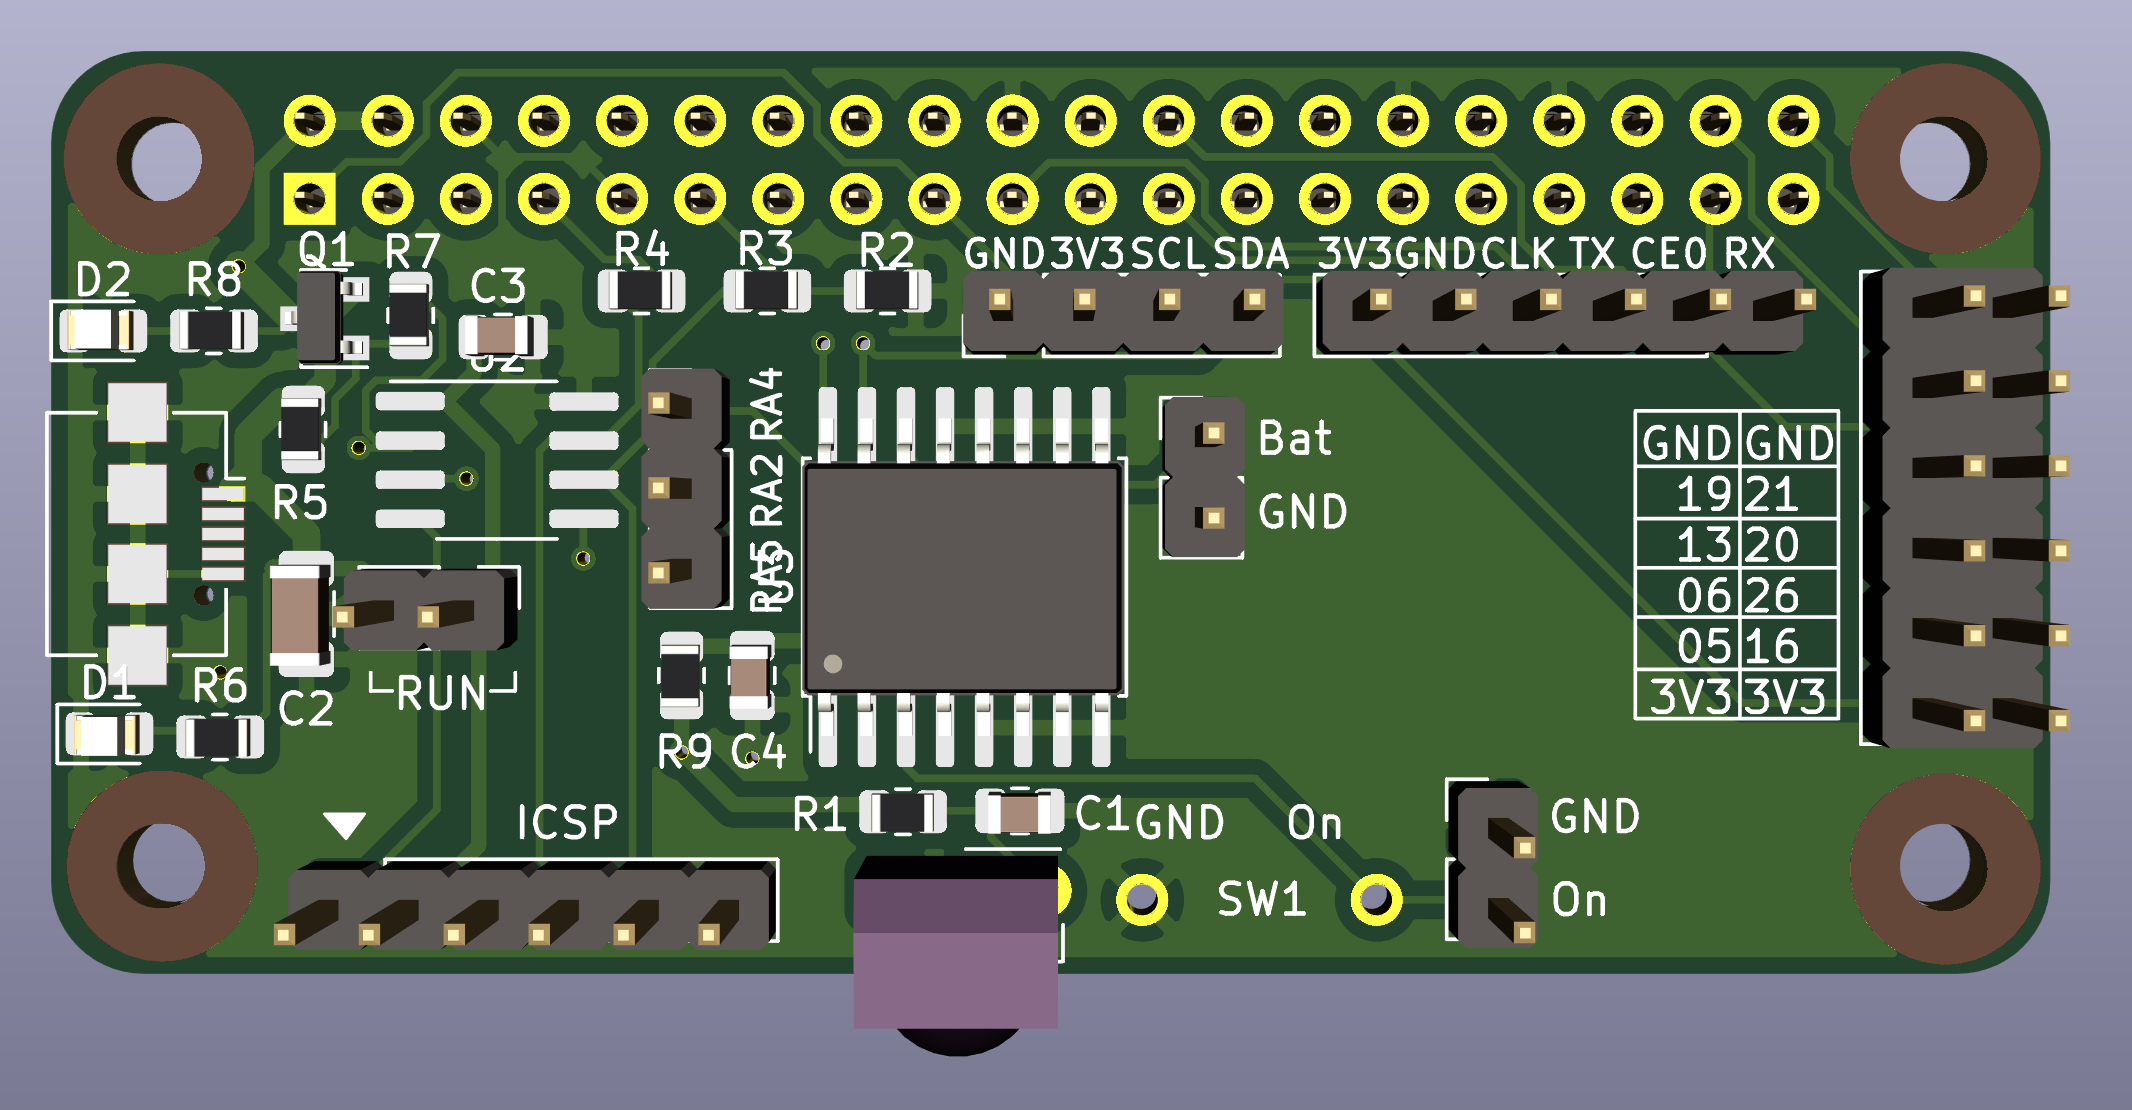 Q1 R7 R4 R3 R2
GND 3V3 SCL SDA
3V3 GND CLK TX CE0 RX
D2 R8 C3
U2
RA4
RA2
RA5
U3
Bat
GND
R5
GND GND
19 21
13 20
06 26
05 16
3V3 3V3
D1 R6
C2
RUN
R9 C4
ICSP
R1 C1
GND On
GND
SW1
On